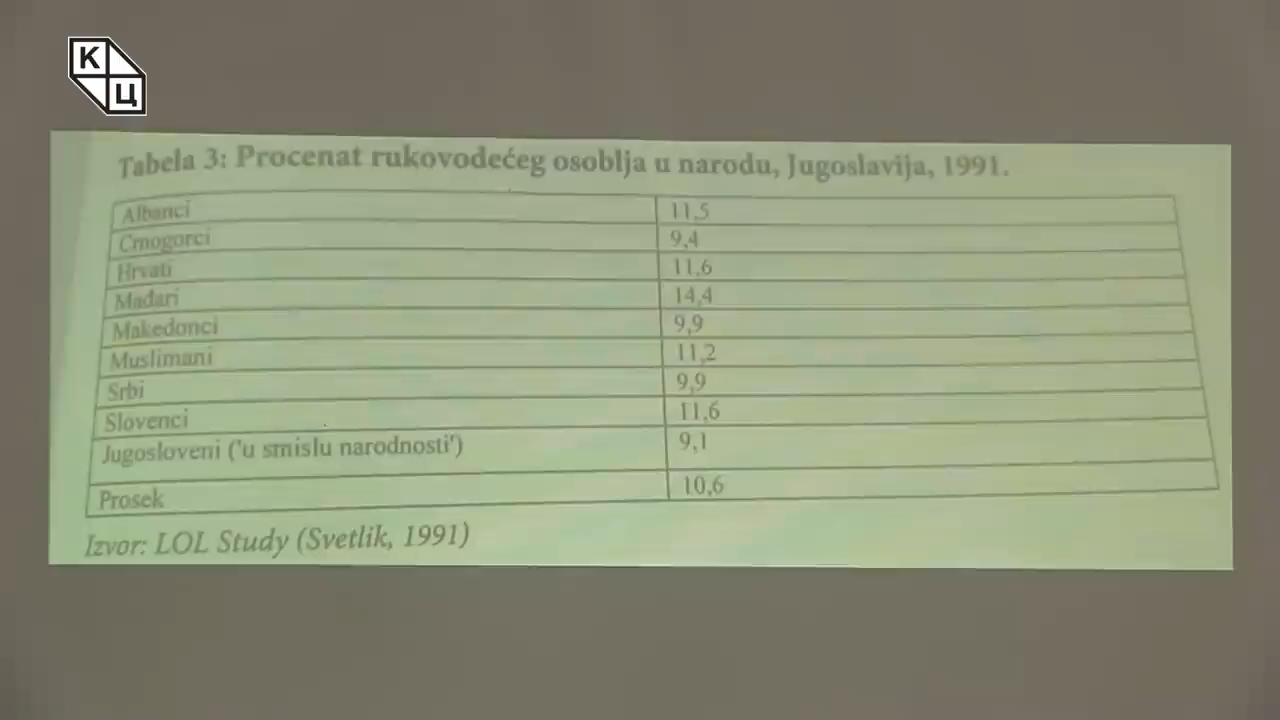 К
Ц
Tabela 3: Procenat rukovodećeg osoblja u narodu, Jugoslavija, 1991.
Albanci 11,5
Crnogorci 9,4
Hrvati 11,6
Mađari 14,4
Makedonci 9,9
Muslimani 11,2
Srbi 9,9
Slovenci 11,6
Jugosloveni ('u smislu narodnosti') 9,1
Prosek 10,6
Izvor: LOL Study (Svetlik, 1991)